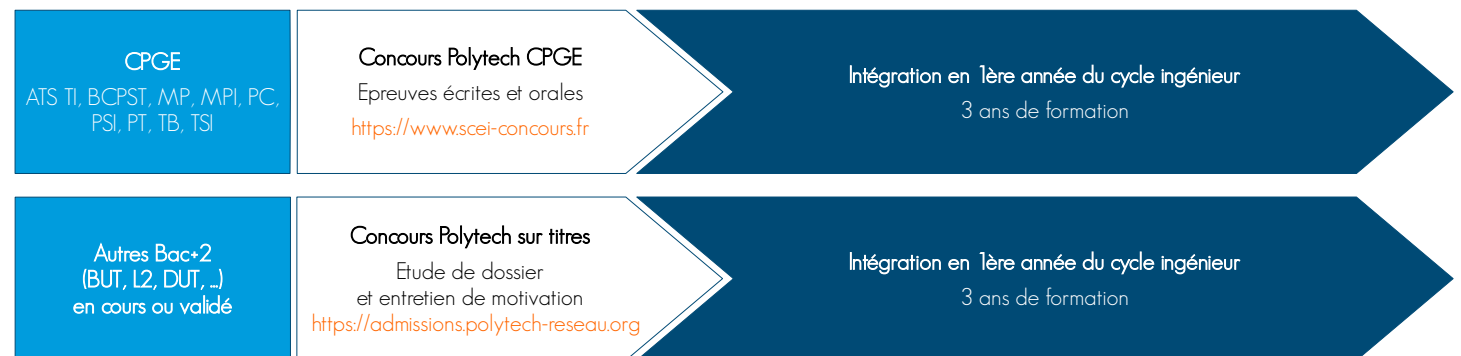 CPGE
ATS TI, BCPST, MP, MPI, PC,
PSI, PT, TB, TSI
Concours Polytech CPGE
Epreuves écrites et orales
https://www.scei-concours.fr
Intégration en 1ère année du cycle ingénieur
3 ans de formation
Autres Bac+2
(BUT, L2, DUT, ...)
en cours ou validé
Concours Polytech sur titres
Etude de dossier
et entretien de motivation
https://admissions.polytech-reseau.org
Intégration en 1ère année du cycle ingénieur
3 ans de formation